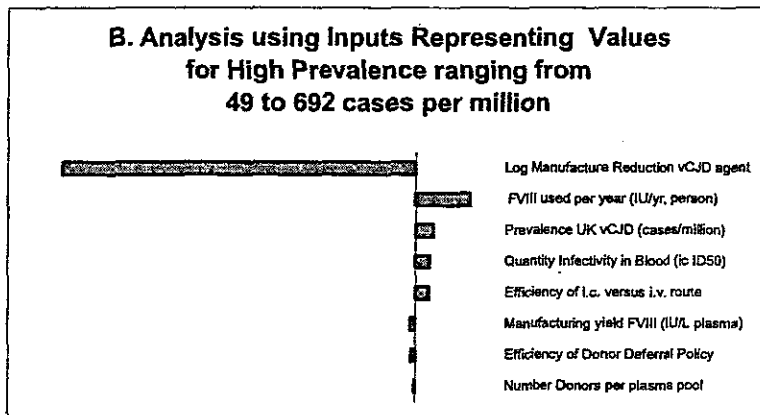 B. Analysis using Inputs Representing Values
for High Prevalence ranging from
49 to 692 cases per million
Log Manufacture Reduction vCJD agent
FVIII used per year (IU/yr, person)
Prevalence UK vCJD (cases/million)
Quantity Infectivity in Blood (ic ID50)
Efficiency of i.c. versus i.v. route
Manufacturing yield FVIII (IU/L plasma)
Efficiency of Donor Deferral Policy
Number Donors per plasma pool